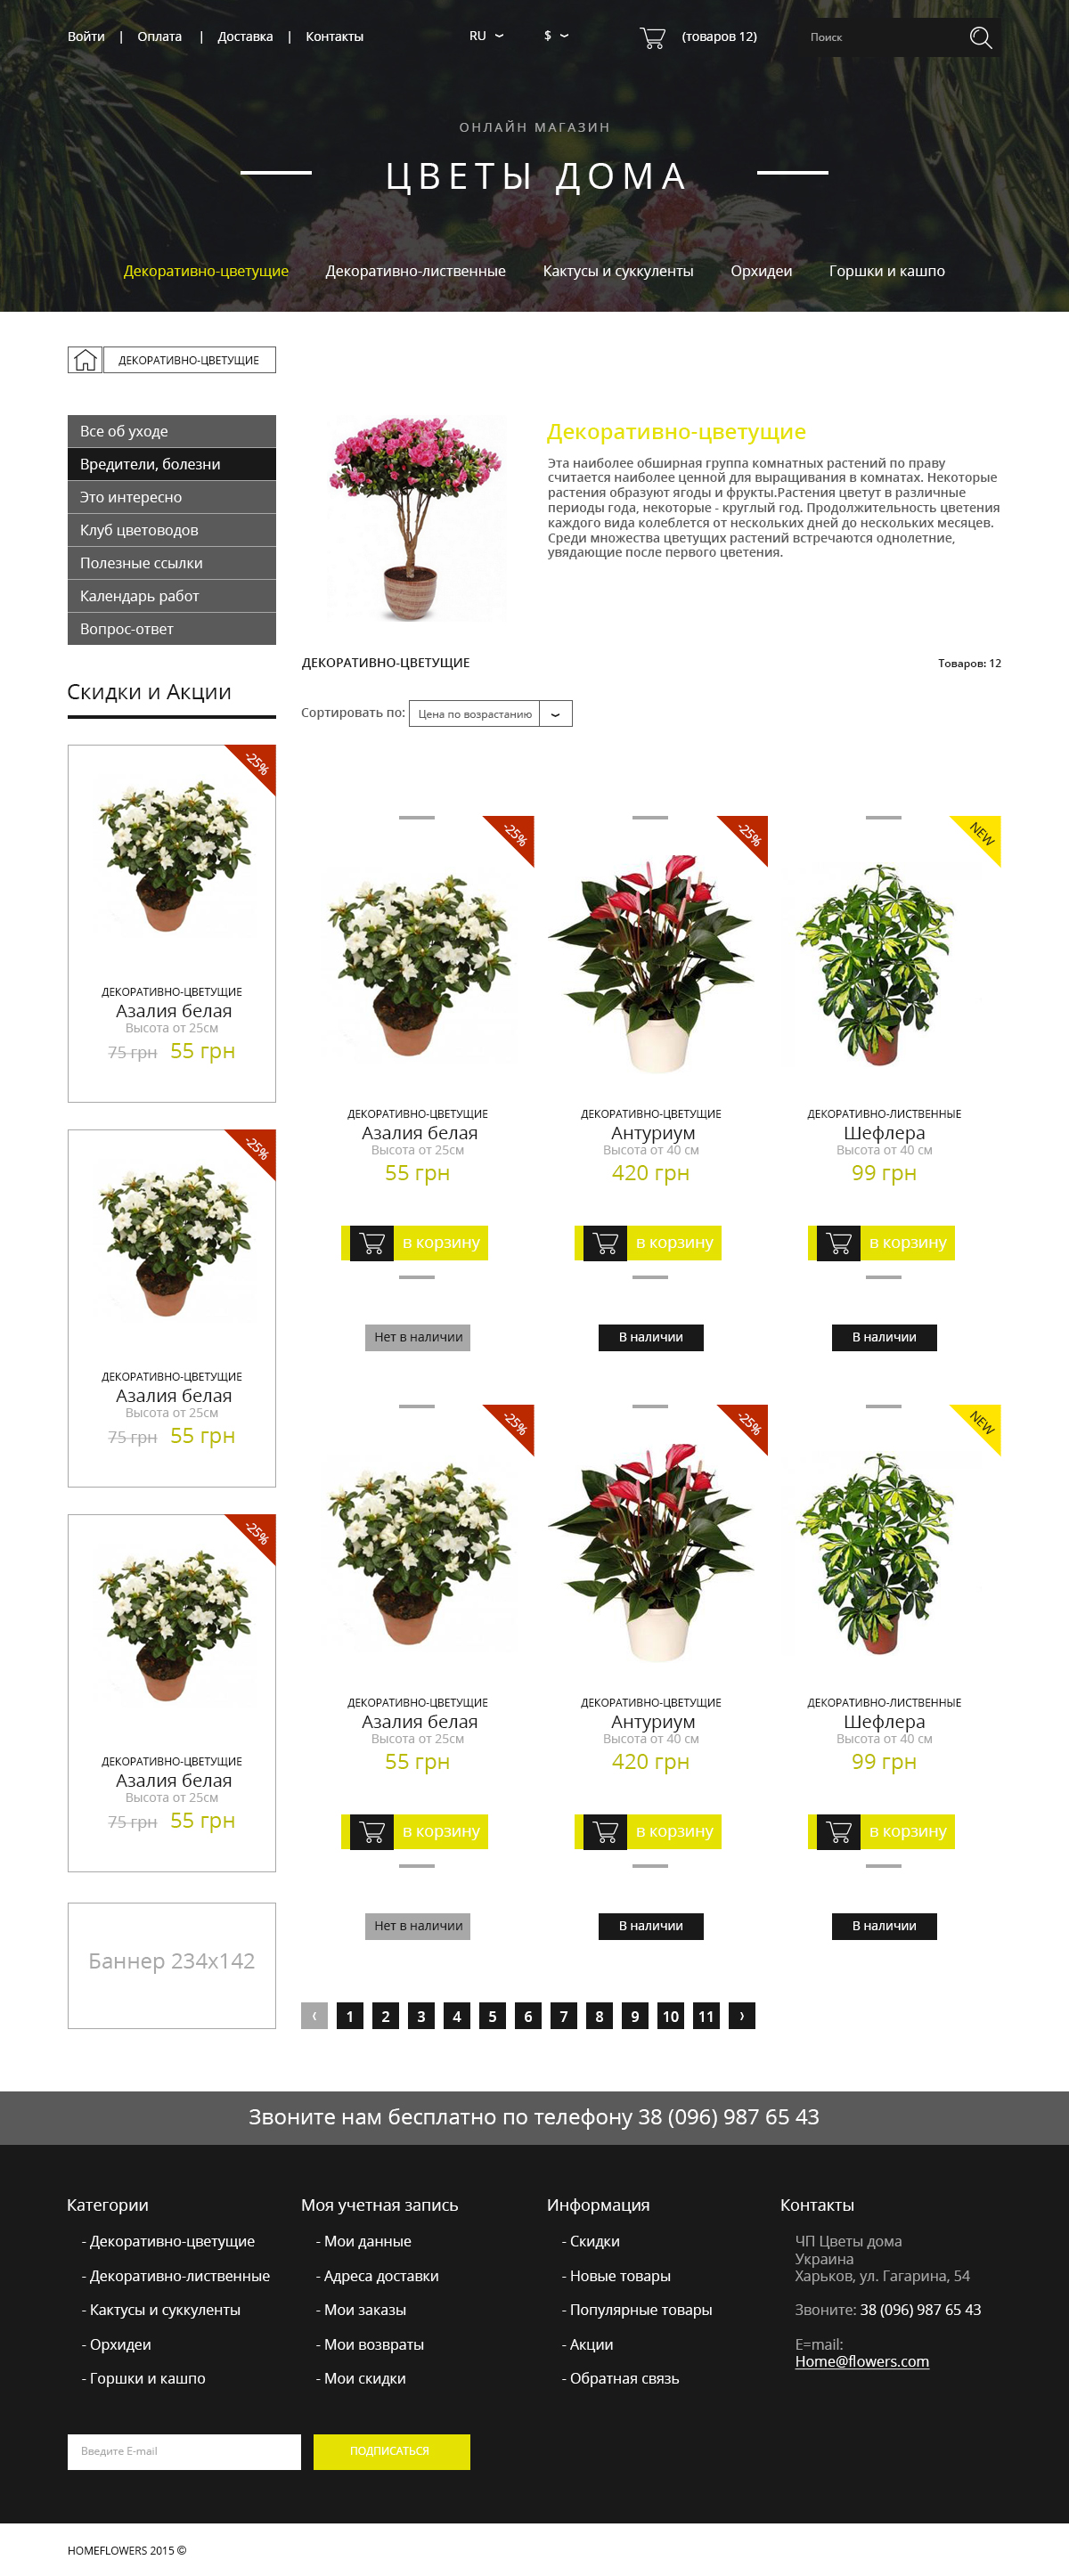 Войти | Оплата | Доставка | Контакты
RU
$
(товаров 12)
Поиск
ОНЛАЙН МАГАЗИН
ЦВЕТЫ ДОМА
Декоративно-цветущие
Декоративно-лиственные
Кактусы и суккуленты
Орхидеи
Горшки и кашпо
ДЕКОРАТИВНО-ЦВЕТУЩИЕ
Все об уходе
Вредители, болезни
Это интересно
Клуб цветоводов
Полезные ссылки
Календарь работ
Вопрос-ответ
Скидки и Акции
-25%
ДЕКОРАТИВНО-ЦВЕТУЩИЕ
Азалия белая
Высота от 25см
75 грн 55 грн
-25%
ДЕКОРАТИВНО-ЦВЕТУЩИЕ
Азалия белая
Высота от 25см
75 грн 55 грн
-25%
ДЕКОРАТИВНО-ЦВЕТУЩИЕ
Азалия белая
Высота от 25см
75 грн 55 грн
Баннер 234x142
Декоративно-цветущие
Эта наиболее обширная группа комнатных растений по праву
считается наиболее ценной для выращивания в комнатах. Некоторые
растения образуют ягоды и фрукты.Растения цветут в различные
периоды года, некоторые - круглый год. Продолжительность цветения
каждого вида колеблется от нескольких дней до нескольких месяцев.
Среди множества цветущих растений встречаются однолетние,
увядающие после первого цветения.
ДЕКОРАТИВНО-ЦВЕТУЩИЕ
Товаров: 12
Сортировать по:
Цена по возрастанию
-25%
ДЕКОРАТИВНО-ЦВЕТУЩИЕ
Азалия белая
Высота от 25см
55 грн
в корзину
Нет в наличии
-25%
ДЕКОРАТИВНО-ЦВЕТУЩИЕ
Антуриум
Высота от 40 см
420 грн
в корзину
В наличии
NEW
ДЕКОРАТИВНО-ЛИСТВЕННЫЕ
Шефлера
Высота от 40 см
99 грн
в корзину
В наличии
-25%
ДЕКОРАТИВНО-ЦВЕТУЩИЕ
Азалия белая
Высота от 25см
55 грн
в корзину
Нет в наличии
-25%
ДЕКОРАТИВНО-ЦВЕТУЩИЕ
Антуриум
Высота от 40 см
420 грн
в корзину
В наличии
NEW
ДЕКОРАТИВНО-ЛИСТВЕННЫЕ
Шефлера
Высота от 40 см
99 грн
в корзину
В наличии
‹ 1 2 3 4 5 6 7 8 9 10 11 ›
Звоните нам бесплатно по телефону 38 (096) 987 65 43
Категории
- Декоративно-цветущие
- Декоративно-лиственные
- Кактусы и суккуленты
- Орхидеи
- Горшки и кашпо
Моя учетная запись
- Мои данные
- Адреса доставки
- Мои заказы
- Мои возвраты
- Мои скидки
Информация
- Скидки
- Новые товары
- Популярные товары
- Акции
- Обратная связь
Контакты
ЧП Цветы дома
Украина
Харьков, ул. Гагарина, 54
Звоните: 38 (096) 987 65 43
E=mail:
Home@flowers.com
Введите E-mail
ПОДПИСАТЬСЯ
HOMEFLOWERS 2015 ©